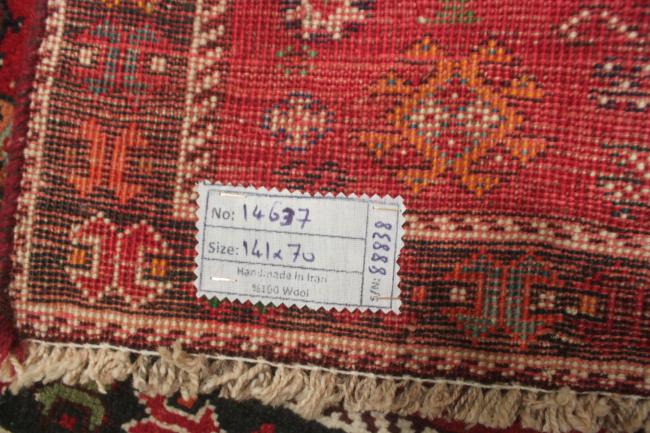 No: 14637
Size: 141x70
Handmade in Iran
%100 Wool
S/N: 88838